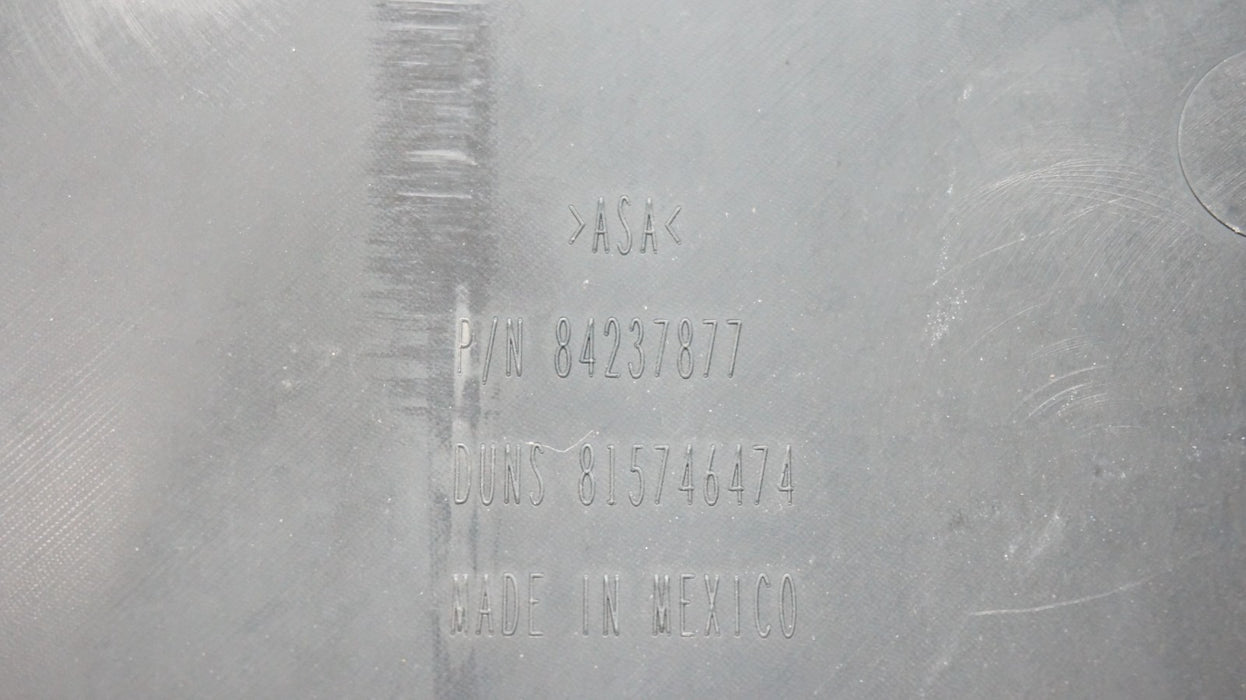 >ASA<
P/N 84237877
DUNS 815746474
MADE IN MEXICO